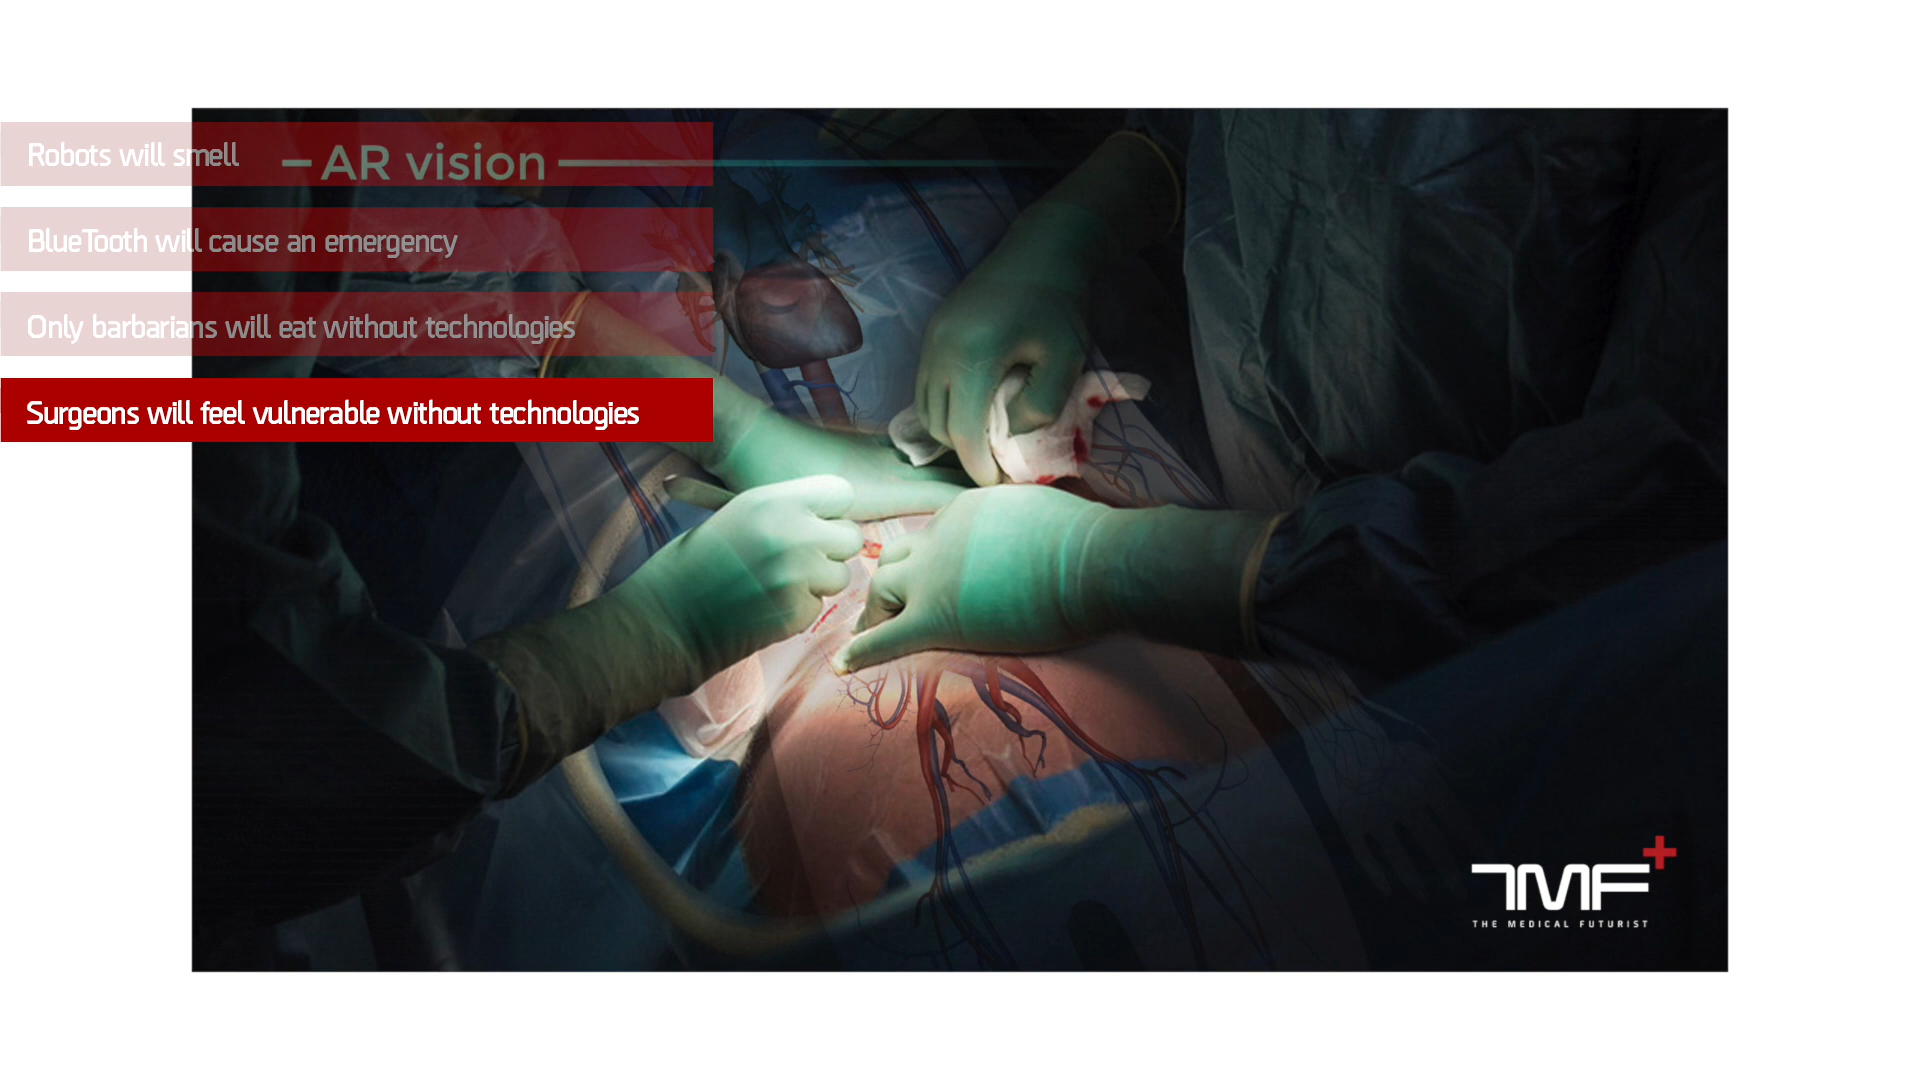 Robots will smell
AR vision
BlueTooth will cause an emergency
Only barbarians will eat without technologies
Surgeons will feel vulnerable without technologies
TMF
THE MEDICAL FUTURIST